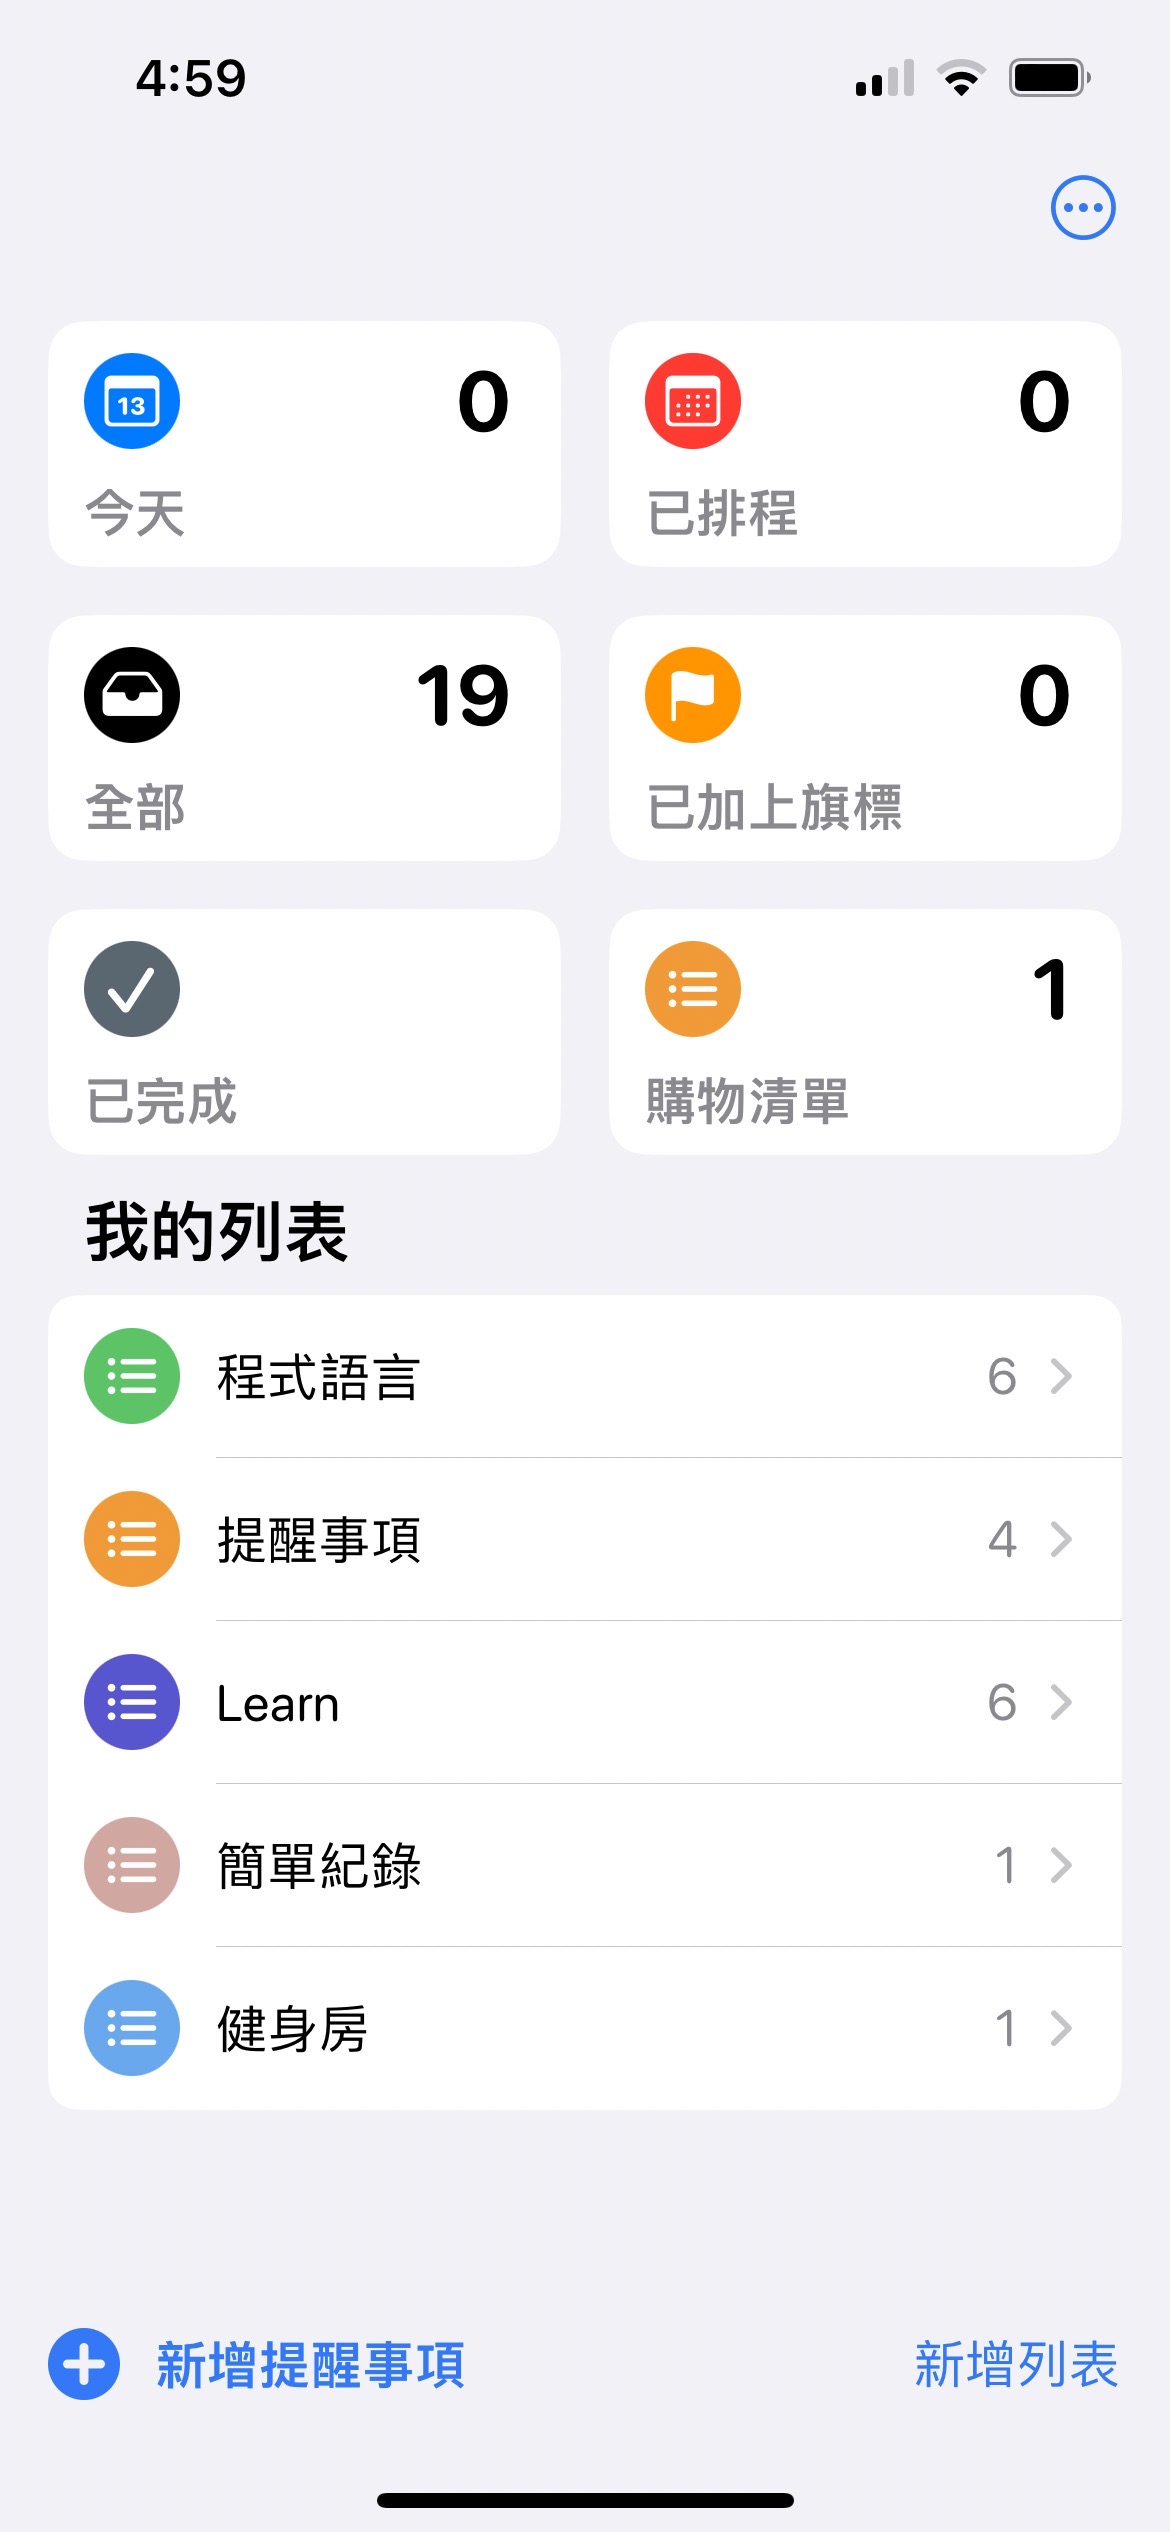 4:59
13
0
今天
0
已排程
19
全部
0
已加上旗標
已完成
1
購物清單
我的列表
程式語言 6
提醒事項 4
Learn 6
簡單紀錄 1
健身房 1
新增提醒事項 新增列表